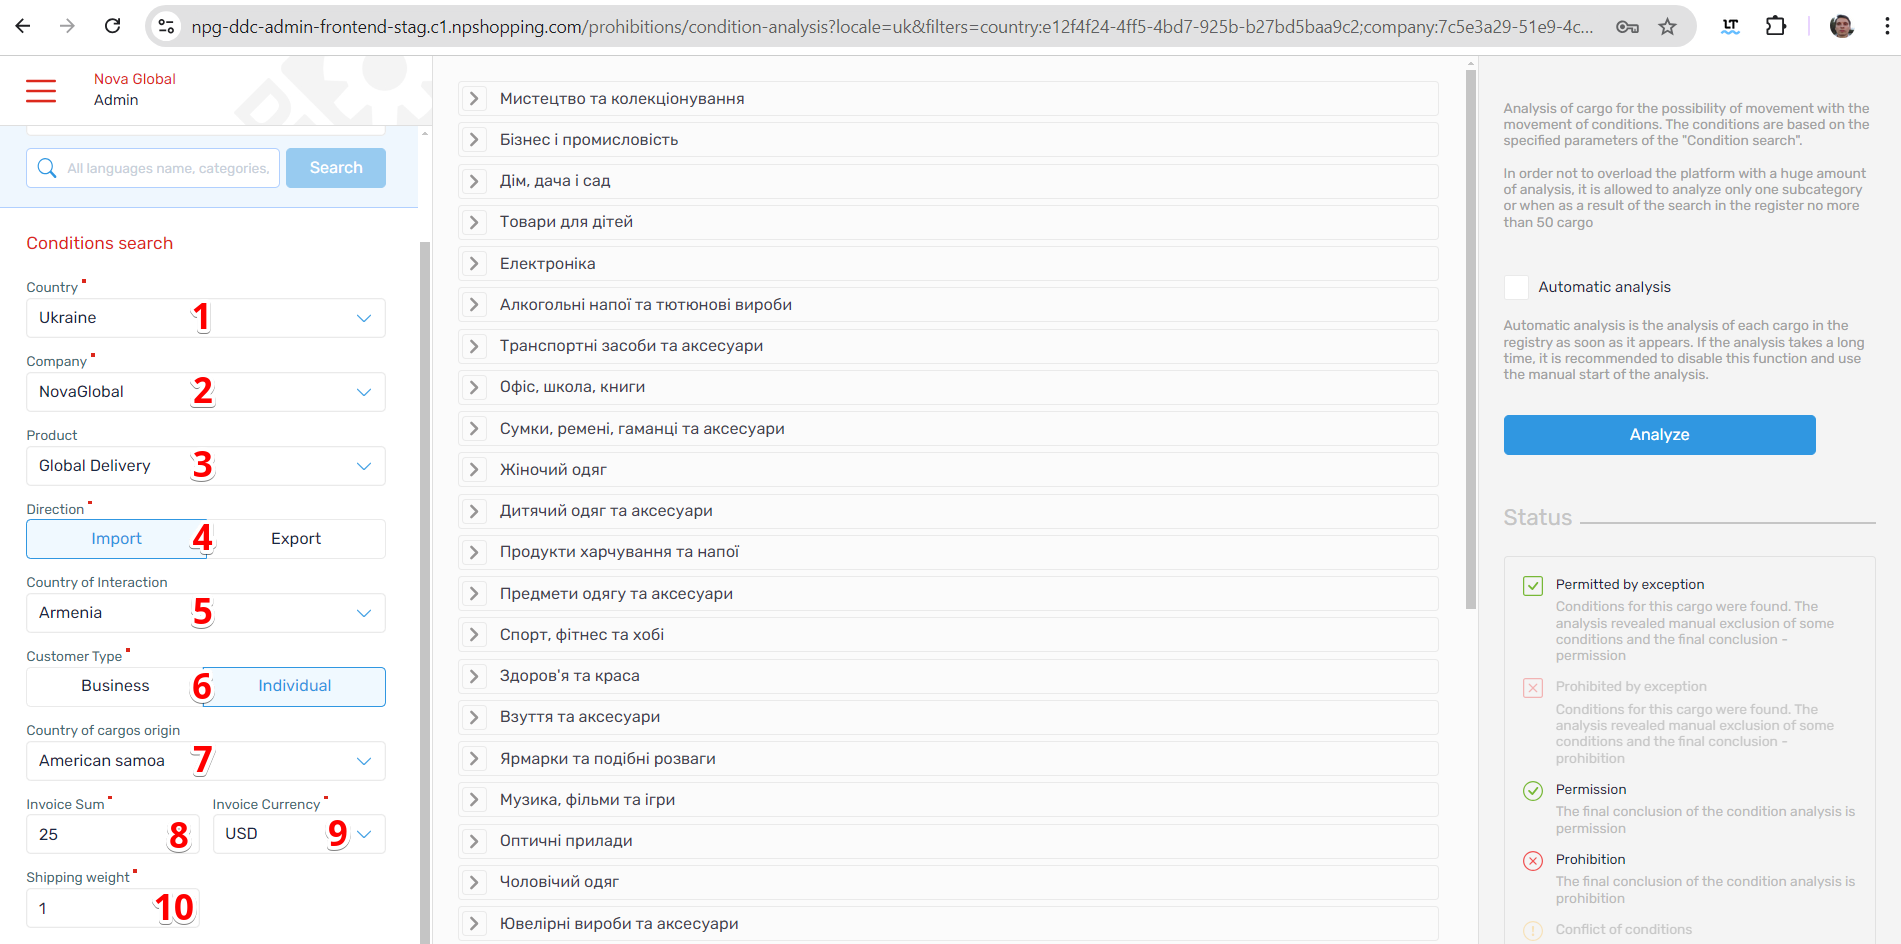 npg-ddc-admin-frontend-stag.c1.npshopping.com/prohibitions/condition-analysis?locale=uk&filters=country:e12f4f24-4ff5-4bd7-925b-b27bd5baa9c2;company:7c5e3a29-51e9-4c...
LT
Nova Global
Admin
All languages name, categories,
Search
Conditions search
Country
Ukraine 1
Company
NovaGlobal 2
Product
Global Delivery 3
Direction
Import 4 Export
Country of Interaction
Armenia 5
Customer Type
Business 6 Individual
Country of cargos origin
American samoa 7
Invoice Sum Invoice Currency
25 8 USD 9
Shipping weight
1 10
Мистецтво та колекціонування
Бізнес і промисловість
Дім, дача і сад
Товари для дітей
Електроніка
Алкогольні напої та тютюнові вироби
Транспортні засоби та аксесуари
Офіс, школа, книги
Сумки, ремені, гаманці та аксесуари
Жіночий одяг
Дитячий одяг та аксесуари
Продукти харчування та напої
Предмети одягу та аксесуари
Спорт, фітнес та хобі
Здоров'я та краса
Взуття та аксесуари
Ярмарки та подібні розваги
Музика, фільми та ігри
Оптичні прилади
Чоловічий одяг
Ювелірні вироби та аксесуари
Analysis of cargo for the possibility of movement with the
movement of conditions. The conditions are based on the
specified parameters of the "Condition search".
In order not to overload the platform with a huge amount
of analysis, it is allowed to analyze only one subcategory
or when as a result of the search in the register no more
than 50 cargo
Automatic analysis
Automatic analysis is the analysis of each cargo in the
registry as soon as it appears. If the analysis takes a long
time, it is recommended to disable this function and use
the manual start of the analysis.
Analyze
Status
Permitted by exception
Conditions for this cargo were found. The
analysis revealed manual exclusion of some
conditions and the final conclusion -
permission
Prohibited by exception
Conditions for this cargo were found. The
analysis revealed manual exclusion of some
conditions and the final conclusion -
prohibition
Permission
The final conclusion of the condition analysis is
permission
Prohibition
The final conclusion of the condition analysis is
prohibition
Conflict of conditions